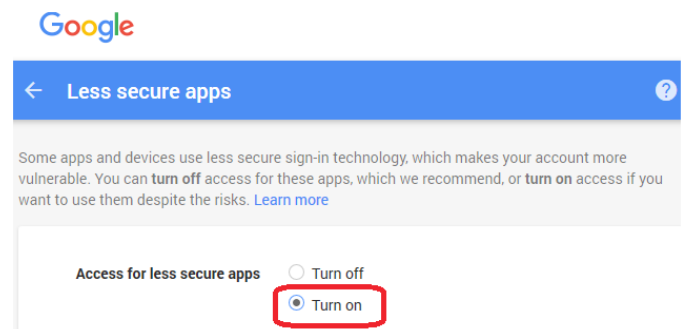 Google
Less secure apps
?
Some apps and devices use less secure sign-in technology, which makes your account more
vulnerable. You can turn off access for these apps, which we recommend, or turn on access if you
want to use them despite the risks. Learn more
Access for less secure apps Turn off
Turn on